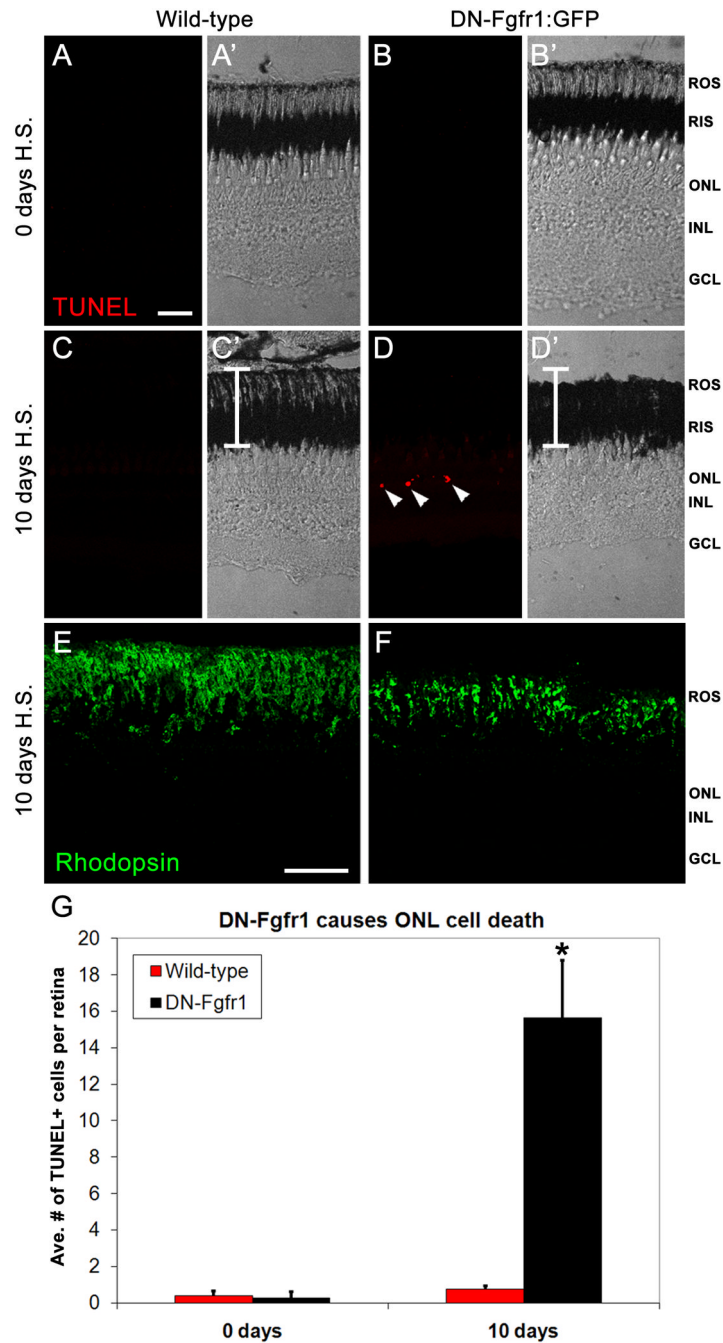 Wild-type
DN-Fgfr1:GFP
0 days H.S.
A
A'
B
B'
TUNEL
ROS
RIS
ONL
INL
GCL
10 days H.S.
C
C'
D
D'
ROS
RIS
ONL
INL
GCL
10 days H.S.
E
F
Rhodopsin
ROS
ONL
INL
GCL
G
DN-Fgfr1 causes ONL cell death
Ave. # of TUNEL+ cells per retina
20
18
16
14
12
10
8
6
4
2
0
Wild-type
DN-Fgfr1
*
0 days
10 days